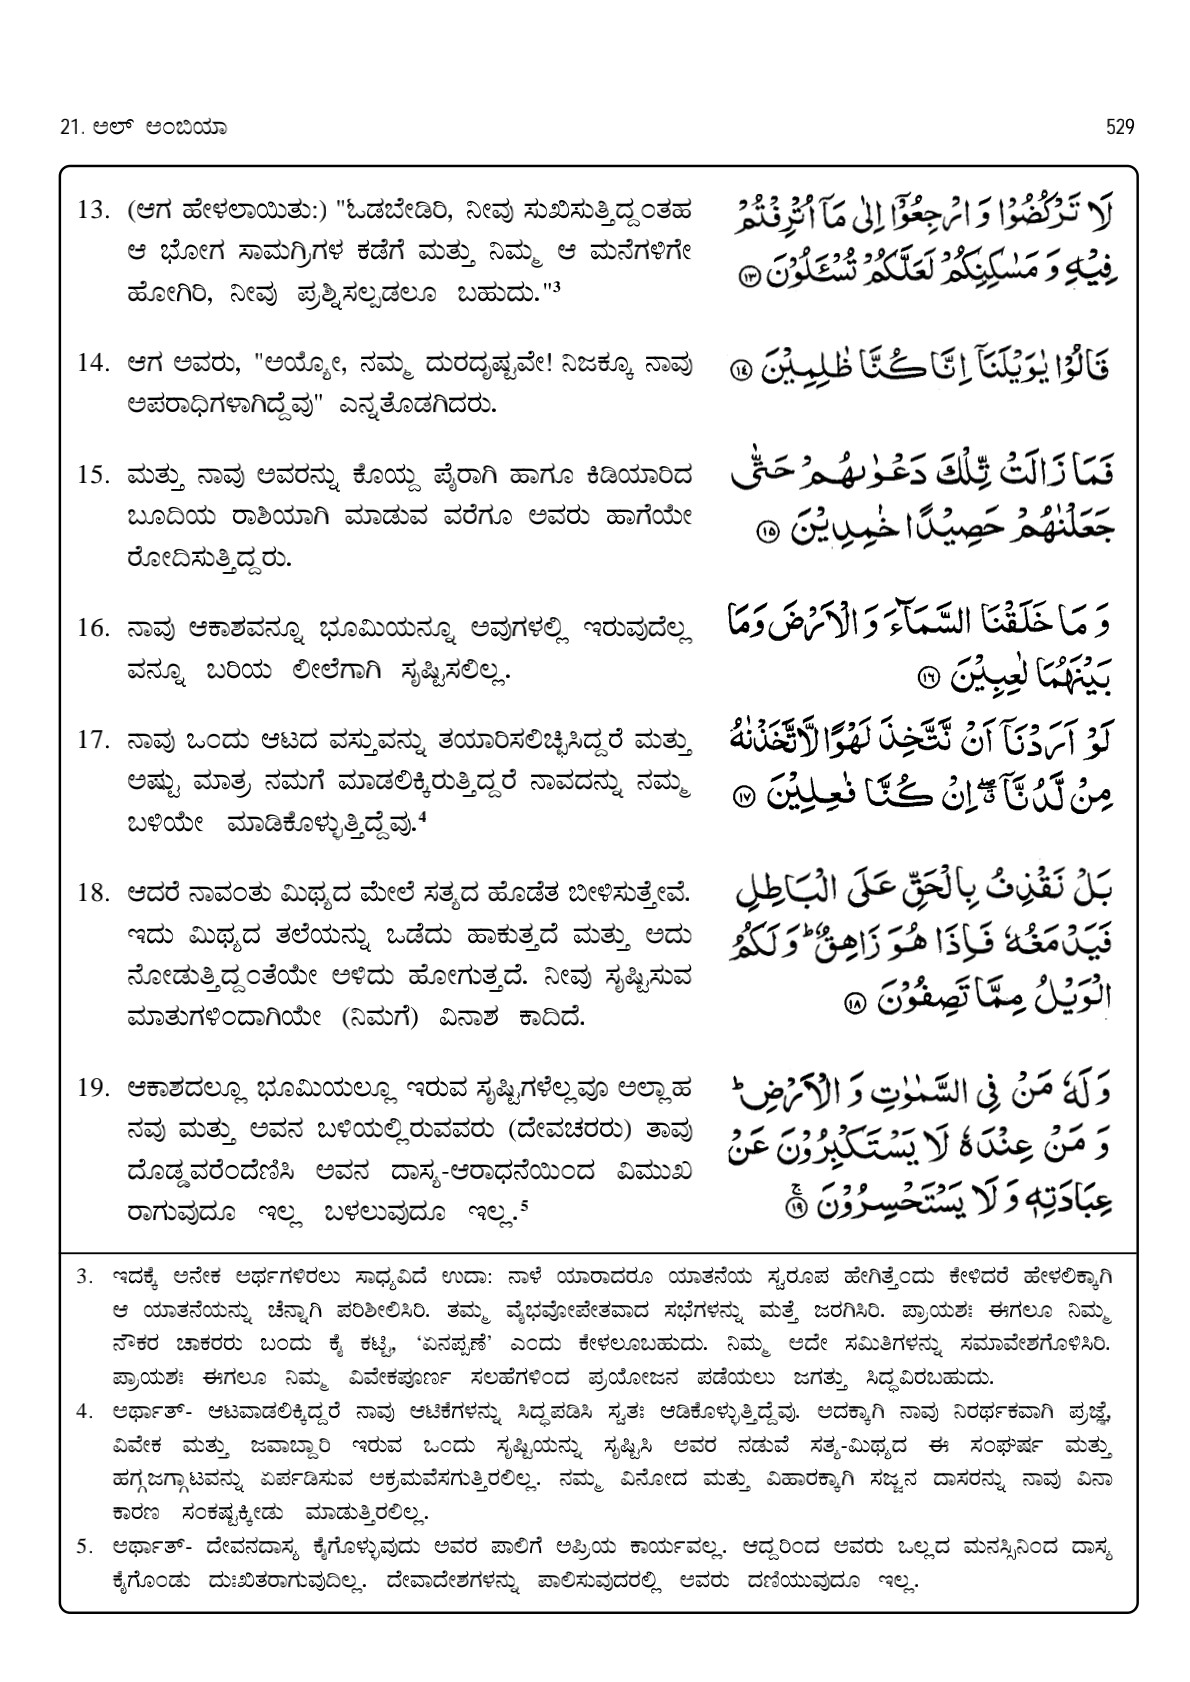 21. ಅಲ್ ಅಂಬಿಯಾ
529
13. (ಆಗ ಹೇಳಲಾಯಿತು:) "ಓಡಬೇಡಿರಿ, ನೀವು ಸುಖಿಸುತ್ತಿದ್ದಂತಹ
ಆ ಭೋಗ ಸಾಮಗ್ರಿಗಳ ಕಡೆಗೆ ಮತ್ತು ನಿಮ್ಮ ಆ ಮನೆಗಳಿಗೇ
ಹೋಗಿರಿ, ನೀವು ಪ್ರಶ್ನಿಸಲ್ಪಡಲೂ ಬಹುದು."3
لَا تَرْكُضُوْا وَ ارْجِعُوْۤا اِلٰى مَاۤ اُتْرِفْتُمْ
فِيْهِ وَ مَسٰكِنِكُمْ لَعَلَّكُمْ تُسْـَٔلُوْنَ ﴿١٣﴾
14. ಆಗ ಅವರು, "ಅಯ್ಯೋ, ನಮ್ಮ ದುರದೃಷ್ಟವೇ! ನಿಜಕ್ಕೂ ನಾವು
ಅಪರಾಧಿಗಳಾಗಿದ್ದೆವು" ಎನ್ನತೊಡಗಿದರು.
قَالُوْا يٰوَيْلَنَاۤ اِنَّا كُنَّا ظٰلِمِيْنَ ﴿١٤﴾
15. ಮತ್ತು ನಾವು ಅವರನ್ನು ಕೊಯ್ದ ಪೈರಾಗಿ ಹಾಗೂ ಕಿಡಿಯಾರಿದ
ಬೂದಿಯ ರಾಶಿಯಾಗಿ ಮಾಡುವ ವರೆಗೂ ಅವರು ಹಾಗೆಯೇ
ರೋದಿಸುತ್ತಿದ್ದರು.
فَمَا زَالَتْ تِّلْكَ دَعْوٰىهُمْ حَتّٰى
جَعَلْنٰهُمْ حَصِيْدًا خٰمِدِيْنَ ﴿١٥﴾
16. ನಾವು ಆಕಾಶವನ್ನೂ ಭೂಮಿಯನ್ನೂ ಅವುಗಳಲ್ಲಿ ಇರುವುದೆಲ್ಲ
ವನ್ನೂ ಬರಿಯ ಲೀಲೆಗಾಗಿ ಸೃಷ್ಟಿಸಲಿಲ್ಲ.
وَ مَا خَلَقْنَا السَّمَآءَ وَ الْاَرْضَ وَمَا
بَيْنَهُمَا لٰعِبِيْنَ ﴿١٦﴾
17. ನಾವು ಒಂದು ಆಟದ ವಸ್ತುವನ್ನು ತಯಾರಿಸಲಿಚ್ಛಿಸಿದ್ದರೆ ಮತ್ತು
ಅಷ್ಟು ಮಾತ್ರ ನಮಗೆ ಮಾಡಲಿಕ್ಕಿರುತ್ತಿದ್ದರೆ ನಾವದನ್ನು ನಮ್ಮ
ಬಳಿಯೇ ಮಾಡಿಕೊಳ್ಳುತ್ತಿದ್ದೆವು.4
لَوْ اَرَدْنَاۤ اَنْ نَّتَّخِذَ لَهْوًا لَّاتَّخَذْنٰهُ
مِنْ لَّدُنَّاۤ ۖۗ اِنْ كُنَّا فٰعِلِيْنَ ﴿١٧﴾
18. ಆದರೆ ನಾವಂತು ಮಿಥ್ಯದ ಮೇಲೆ ಸತ್ಯದ ಹೊಡೆತ ಬೀಳಿಸುತ್ತೇವೆ.
ಇದು ಮಿಥ್ಯದ ತಲೆಯನ್ನು ಒಡೆದು ಹಾಕುತ್ತದೆ ಮತ್ತು ಅದು
ನೋಡುತ್ತಿದ್ದಂತೆಯೇ ಅಳಿದು ಹೋಗುತ್ತದೆ. ನೀವು ಸೃಷ್ಟಿಸುವ
ಮಾತುಗಳಿಂದಾಗಿಯೇ (ನಿಮಗೆ) ವಿನಾಶ ಕಾದಿದೆ.
بَلْ نَقْذِفُ بِالْحَقِّ عَلَى الْبَاطِلِ
فَيَدْمَغُهٗ فَاِذَا هُوَ زَاهِقٌ ؕ وَ لَكُمُ
الْوَيْلُ مِمَّا تَصِفُوْنَ ﴿١٨﴾
19. ಆಕಾಶದಲ್ಲೂ ಭೂಮಿಯಲ್ಲೂ ಇರುವ ಸೃಷ್ಟಿಗಳೆಲ್ಲವೂ ಅಲ್ಲಾಹ
ನವು ಮತ್ತು ಅವನ ಬಳಿಯಲ್ಲಿರುವವರು (ದೇವಚರರು) ತಾವು
ದೊಡ್ಡವರೆಂದೆಣಿಸಿ ಅವನ ದಾಸ್ಯ-ಆರಾಧನೆಯಿಂದ ವಿಮುಖ
ರಾಗುವುದೂ ಇಲ್ಲ ಬಳಲುವುದೂ ಇಲ್ಲ.5
وَ لَهٗ مَنْ فِى السَّمٰوٰتِ وَ الْاَرْضِ ؕ
وَ مَنْ عِنْدَهٗ لَا يَسْتَكْبِرُوْنَ عَنْ
عِبَادَتِهٖ وَ لَا يَسْتَحْسِرُوْنَ ۚ ﴿١٩﴾
3. ಇದಕ್ಕೆ ಅನೇಕ ಅರ್ಥಗಳಿರಲು ಸಾಧ್ಯವಿದೆ ಉದಾ: ನಾಳೆ ಯಾರಾದರೂ ಯಾತನೆಯ ಸ್ವರೂಪ ಹೇಗಿತ್ತೆಂದು ಕೇಳಿದರೆ ಹೇಳಲಿಕ್ಕಾಗಿ
ಆ ಯಾತನೆಯನ್ನು ಚೆನ್ನಾಗಿ ಪರಿಶೀಲಿಸಿರಿ. ತಮ್ಮ ವೈಭವೋಪೇತವಾದ ಸಭೆಗಳನ್ನು ಮತ್ತೆ ಜರಗಿಸಿರಿ. ಪ್ರಾಯಶಃ ಈಗಲೂ ನಿಮ್ಮ
ನೌಕರ ಚಾಕರರು ಬಂದು ಕೈ ಕಟ್ಟಿ, ‘ಏನಪ್ಪಣೆ’ ಎಂದು ಕೇಳಲೂಬಹುದು. ನಿಮ್ಮ ಅದೇ ಸಮಿತಿಗಳನ್ನು ಸಮಾವೇಶಗೊಳಿಸಿರಿ.
ಪ್ರಾಯಶಃ ಈಗಲೂ ನಿಮ್ಮ ವಿವೇಕಪೂರ್ಣ ಸಲಹೆಗಳಿಂದ ಪ್ರಯೋಜನ ಪಡೆಯಲು ಜಗತ್ತು ಸಿದ್ಧವಿರಬಹುದು.
4. ಅರ್ಥಾತ್- ಆಟವಾಡಲಿಕ್ಕಿದ್ದರೆ ನಾವು ಆಟಿಕೆಗಳನ್ನು ಸಿದ್ಧಪಡಿಸಿ ಸ್ವತಃ ಆಡಿಕೊಳ್ಳುತ್ತಿದ್ದೆವು. ಅದಕ್ಕಾಗಿ ನಾವು ನಿರರ್ಥಕವಾಗಿ ಪ್ರಜ್ಞೆ,
ವಿವೇಕ ಮತ್ತು ಜವಾಬ್ದಾರಿ ಇರುವ ಒಂದು ಸೃಷ್ಟಿಯನ್ನು ಸೃಷ್ಟಿಸಿ ಅವರ ನಡುವೆ ಸತ್ಯ-ಮಿಥ್ಯದ ಈ ಸಂಘರ್ಷ ಮತ್ತು
ಹಗ್ಗಜಗ್ಗಾಟವನ್ನು ಏರ್ಪಡಿಸುವ ಅಕ್ರಮವೆಸಗುತ್ತಿರಲಿಲ್ಲ. ನಮ್ಮ ವಿನೋದ ಮತ್ತು ವಿಹಾರಕ್ಕಾಗಿ ಸಜ್ಜನ ದಾಸರನ್ನು ನಾವು ವಿನಾ
ಕಾರಣ ಸಂಕಷ್ಟಕ್ಕೀಡು ಮಾಡುತ್ತಿರಲಿಲ್ಲ.
5. ಅರ್ಥಾತ್- ದೇವನದಾಸ್ಯ ಕೈಗೊಳ್ಳುವುದು ಅವರ ಪಾಲಿಗೆ ಅಪ್ರಿಯ ಕಾರ್ಯವಲ್ಲ. ಆದ್ದರಿಂದ ಅವರು ಒಲ್ಲದ ಮನಸ್ಸಿನಿಂದ ದಾಸ್ಯ
ಕೈಗೊಂಡು ದುಃಖಿತರಾಗುವುದಿಲ್ಲ. ದೇವಾದೇಶಗಳನ್ನು ಪಾಲಿಸುವುದರಲ್ಲಿ ಅವರು ದಣಿಯುವುದೂ ಇಲ್ಲ.